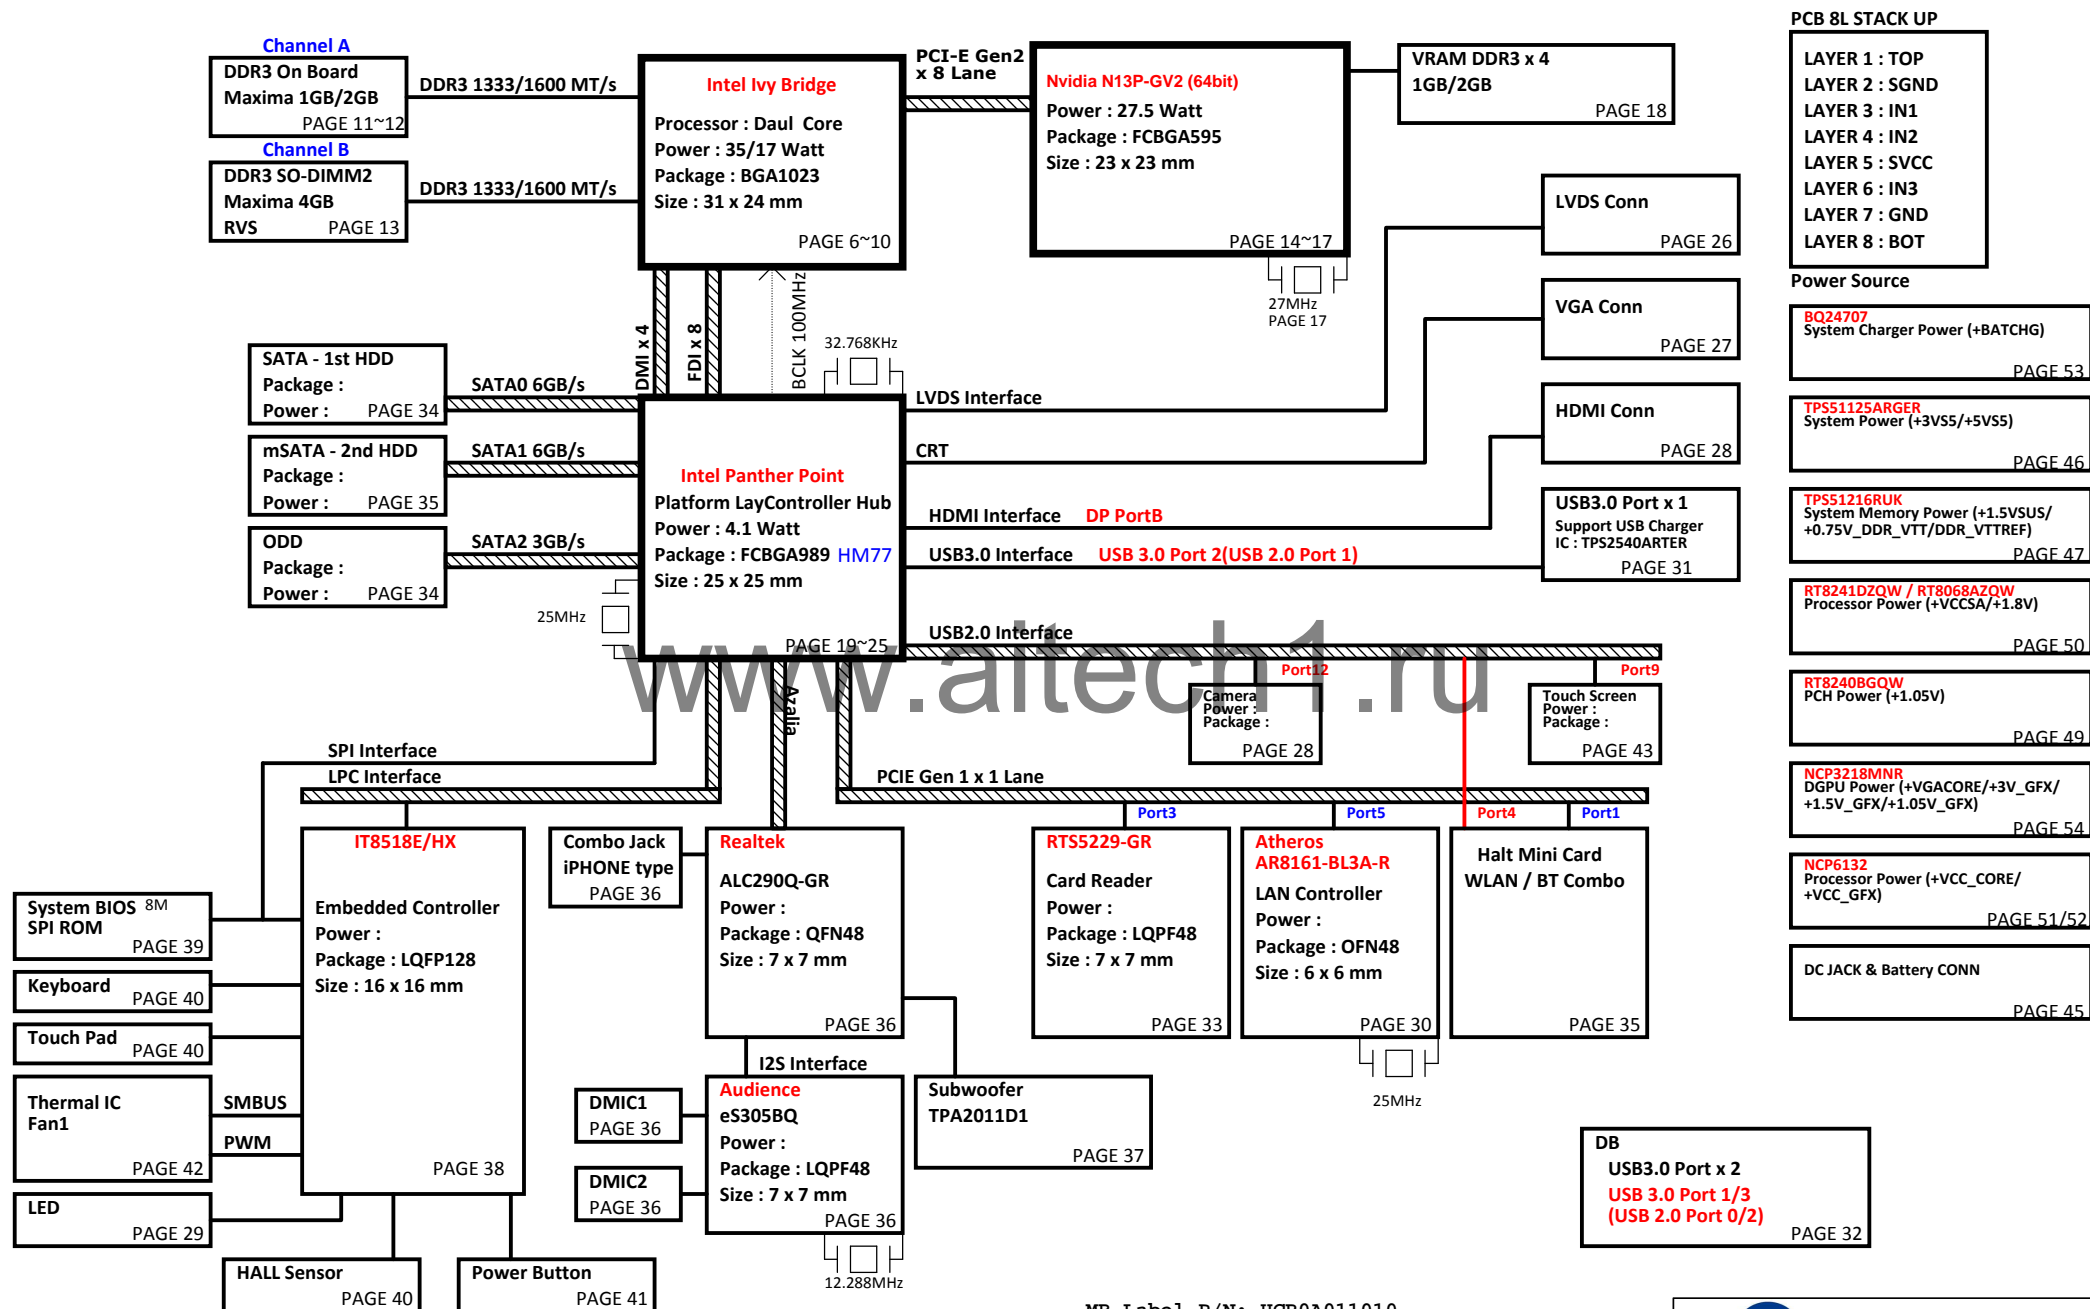 Channel A
DDR3 On Board
Maxima 1GB/2GB
PAGE 11~12
DDR3 1333/1600 MT/s
Channel B
DDR3 SO-DIMM2
Maxima 4GB
RVS PAGE 13
DDR3 1333/1600 MT/s
Intel Ivy Bridge
Processor : Daul Core
Power : 35/17 Watt
Package : BGA1023
Size : 31 x 24 mm
PAGE 6~10
PCI-E Gen2
x 8 Lane
Nvidia N13P-GV2 (64bit)
Power : 27.5 Watt
Package : FCBGA595
Size : 23 x 23 mm
PAGE 14~17
27MHz
PAGE 17
VRAM DDR3 x 4
1GB/2GB
PAGE 18
LVDS Conn
PAGE 26
VGA Conn
PAGE 27
HDMI Conn
PAGE 28
USB3.0 Port x 1
Support USB Charger
IC : TPS2540ARTER
PAGE 31
PCB 8L STACK UP
LAYER 1 : TOP
LAYER 2 : SGND
LAYER 3 : IN1
LAYER 4 : IN2
LAYER 5 : SVCC
LAYER 6 : IN3
LAYER 7 : GND
LAYER 8 : BOT
Power Source
BQ24707
System Charger Power (+BATCHG)
PAGE 53
TPS51125ARGER
System Power (+3VS5/+5VS5)
PAGE 46
TPS51216RUK
System Memory Power (+1.5VSUS/
+0.75V_DDR_VTT/DDR_VTTREF)
PAGE 47
RT8241DZQW / RT8068AZQW
Processor Power (+VCCSA/+1.8V)
PAGE 50
RT8240BGQW
PCH Power (+1.05V)
PAGE 49
NCP3218MNR
DGPU Power (+VGACORE/+3V_GFX/
+1.5V_GFX/+1.05V_GFX)
PAGE 54
NCP6132
Processor Power (+VCC_CORE/
+VCC_GFX)
PAGE 51/52
DC JACK & Battery CONN
PAGE 45
DMI x 4
FDI x 8
BCLK 100MHz
32.768KHz
SATA - 1st HDD
Package :
Power : PAGE 34
SATA0 6GB/s
mSATA - 2nd HDD
Package :
Power : PAGE 35
SATA1 6GB/s
ODD
Package :
Power : PAGE 34
SATA2 3GB/s
25MHz
Intel Panther Point
Platform LayController Hub
Power : 4.1 Watt
Package : FCBGA989 HM77
Size : 25 x 25 mm
PAGE 19~25
LVDS Interface
CRT
HDMI Interface DP PortB
USB3.0 Interface USB 3.0 Port 2(USB 2.0 Port 1)
USB2.0 Interface
www.aitech1.ru
Port12
Camera
Power :
Package :
PAGE 28
Port9
Touch Screen
Power :
Package :
PAGE 43
Azalia
SPI Interface
LPC Interface
PCIE Gen 1 x 1 Lane
Port3
Port5
Port4
Port1
IT8518E/HX
Embedded Controller
Power :
Package : LQFP128
Size : 16 x 16 mm
PAGE 38
Combo Jack
iPHONE type
PAGE 36
Realtek
ALC290Q-GR
Power :
Package : QFN48
Size : 7 x 7 mm
PAGE 36
RTS5229-GR
Card Reader
Power :
Package : LQPF48
Size : 7 x 7 mm
PAGE 33
Atheros
AR8161-BL3A-R
LAN Controller
Power :
Package : OFN48
Size : 6 x 6 mm
PAGE 30
25MHz
Halt Mini Card
WLAN / BT Combo
PAGE 35
System BIOS 8M
SPI ROM
PAGE 39
Keyboard
PAGE 40
Touch Pad
PAGE 40
Thermal IC
Fan1
PAGE 42
SMBUS
PWM
LED
PAGE 29
HALL Sensor
PAGE 40
Power Button
PAGE 41
I2S Interface
DMIC1
PAGE 36
DMIC2
PAGE 36
Audience
eS305BQ
Power :
Package : LQPF48
Size : 7 x 7 mm
PAGE 36
12.288MHz
Subwoofer
TPA2011D1
PAGE 37
DB
USB3.0 Port x 2
USB 3.0 Port 1/3
(USB 2.0 Port 0/2)
PAGE 32